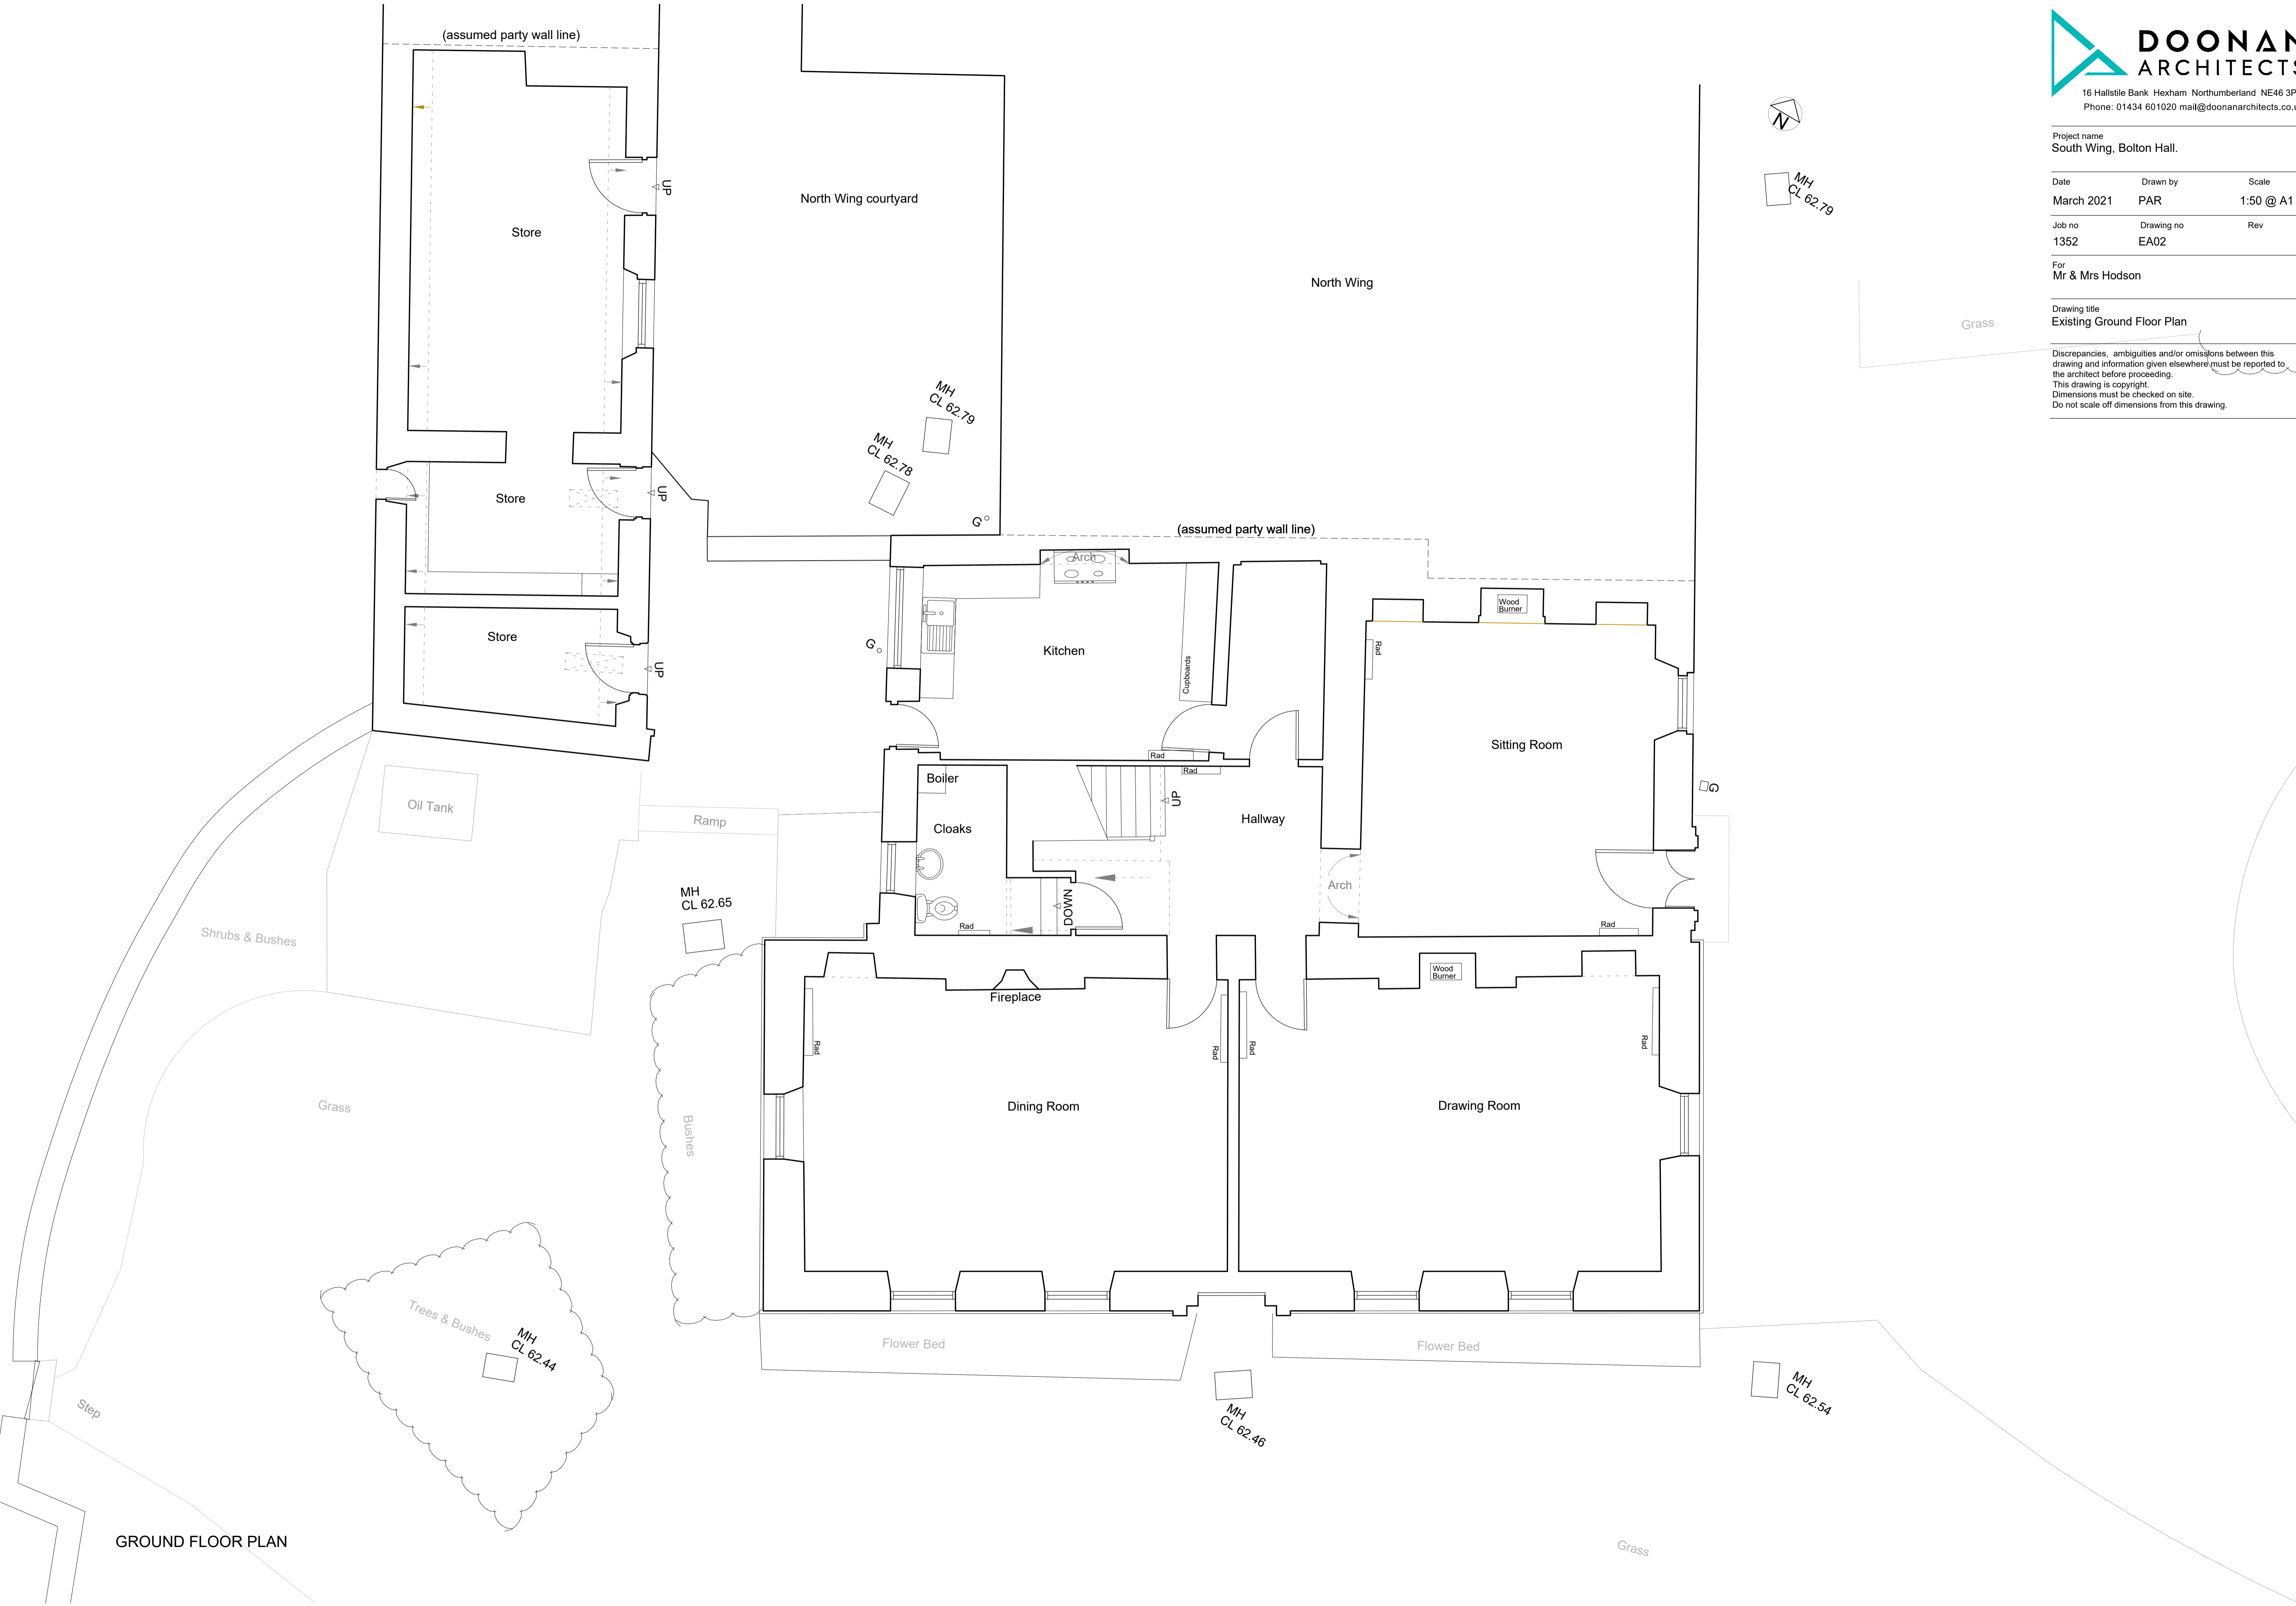 (assumed party wall line)
DOONAN
ARCHITECTS
16 Hallstile Bank Hexham Northumberland NE46 3P
Phone: 01434 601020 mail@doonanarchitects.co.u
Project name
South Wing, Bolton Hall.
Date Drawn by Scale
March 2021 PAR 1:50 @ A1
Job no Drawing no Rev
1352 EA02
For
Mr & Mrs Hodson
Drawing title
Existing Ground Floor Plan
Discrepancies, ambiguities and/or omissions between this
drawing and information given elsewhere must be reported to
the architect before proceeding.
This drawing is copyright.
Dimensions must be checked on site.
Do not scale off dimensions from this drawing.
N
MH
CL 62.79
UP
North Wing courtyard
Store
North Wing
Grass
MH
CL 62.79
MH
CL 62.78
Store
UP
G
(assumed party wall line)
Arch
Wood
Burner
Store
UP
G
Kitchen
Cupboards
Rad
Sitting Room
Rad
Rad
Boiler
UP
Oil Tank
Ramp
Cloaks
Hallway
G
Arch
MH
CL 62.65
DOWN
Rad
Rad
Shrubs & Bushes
Wood
Burner
Fireplace
Rad
Rad
Rad
Rad
Grass
Bushes
Dining Room
Drawing Room
Trees & Bushes
MH
CL 62.44
Flower Bed
Flower Bed
Step
MH
CL 62.46
MH
CL 62.54
GROUND FLOOR PLAN
Grass